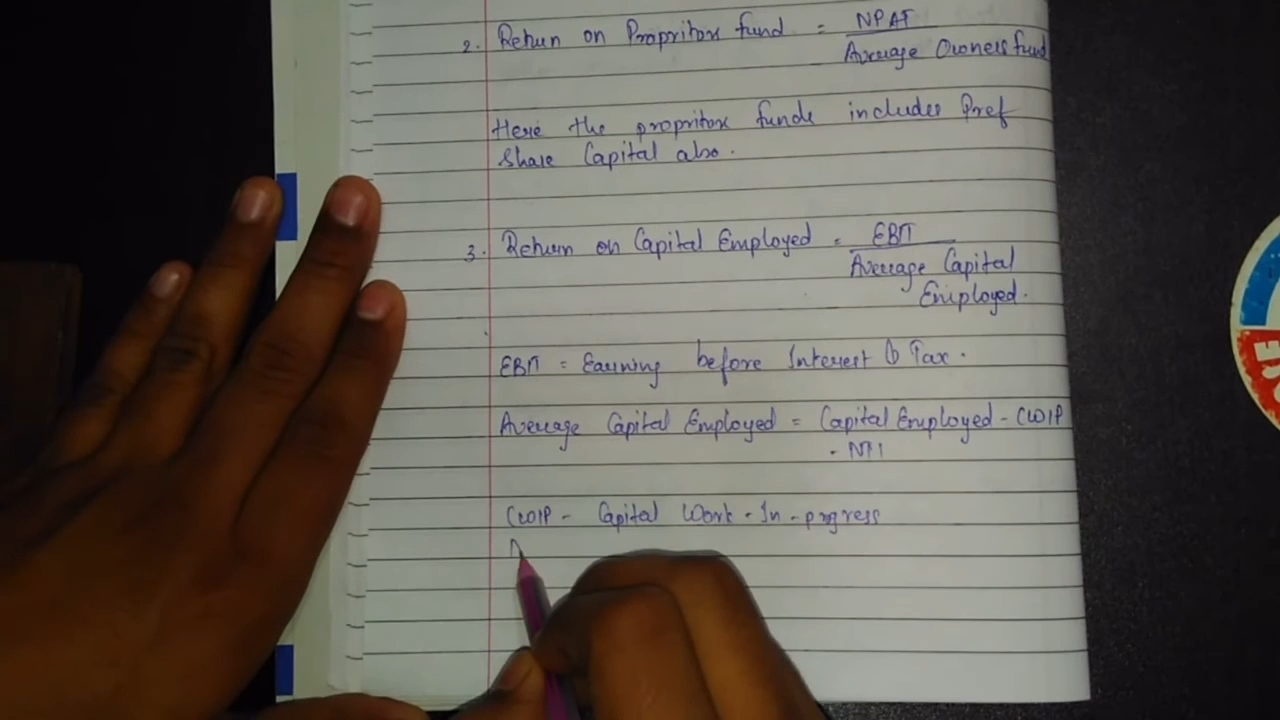 2. Return on Propritor fund = NPAT
Average Owners fund
Here the propritor funds includes Pref
Share Capital also.
3. Return on Capital Employed = EBIT
Average Capital
Employed.
EBIT = Earning before Interest & Tax.
Average Capital Employed = Capital Employed - CWIP
- NTI
CWIP - Capital Work-In-progress
N